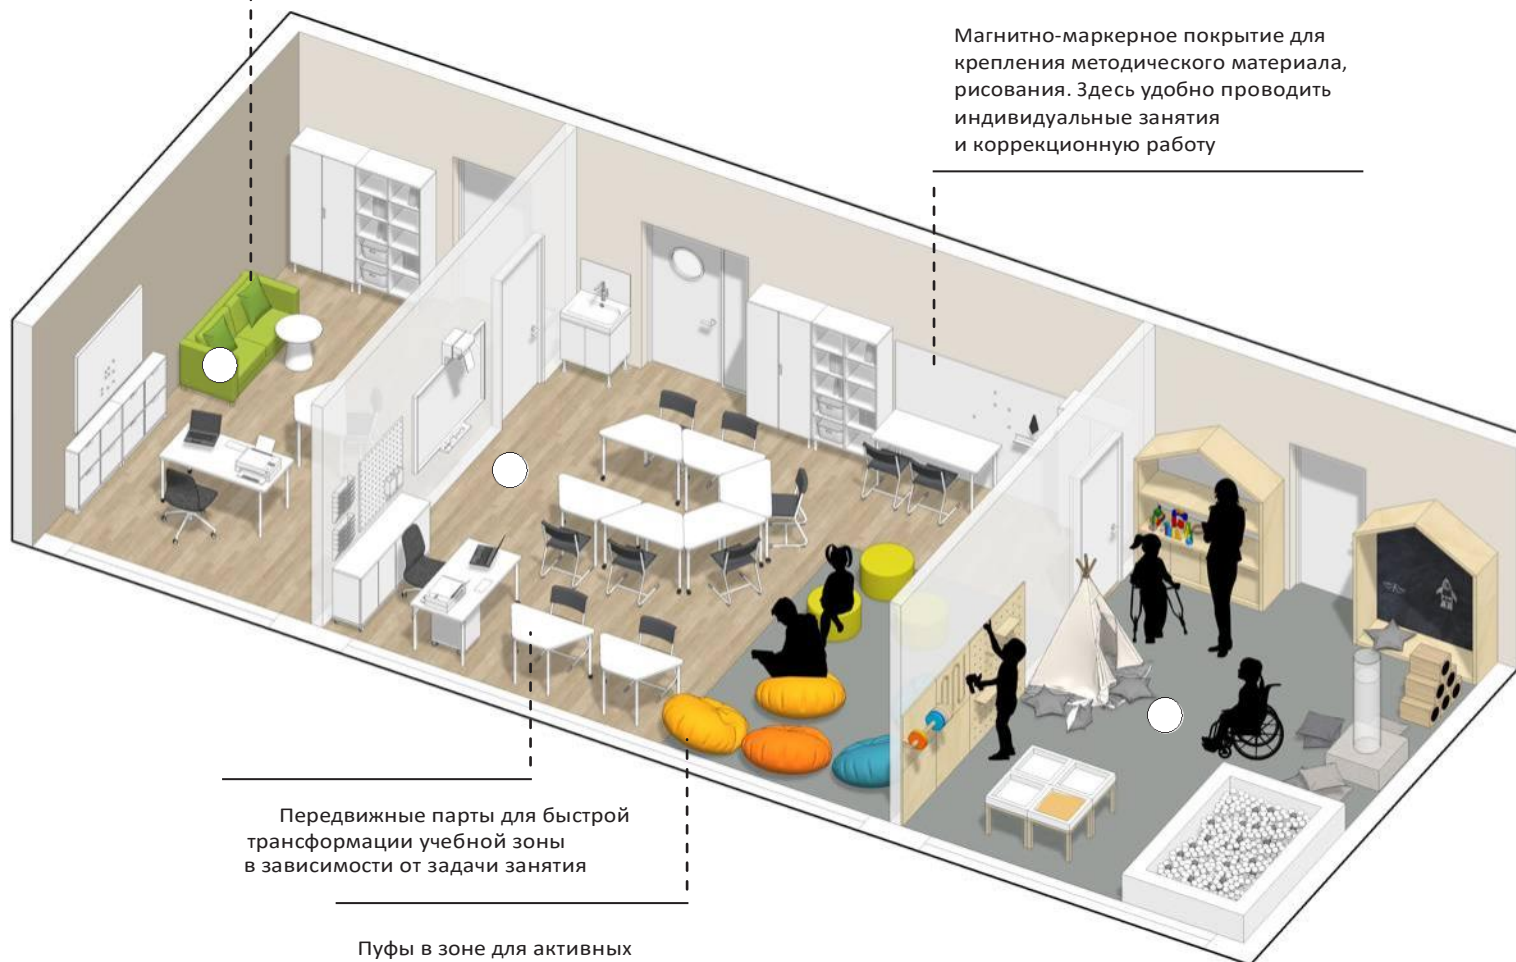 Магнитно-маркерное покрытие для
крепления методического материала,
рисования. Здесь удобно проводить
индивидуальные занятия
и коррекционную работу
Передвижные парты для быстрой
трансформации учебной зоны
в зависимости от задачи занятия
Пуфы в зоне для активных